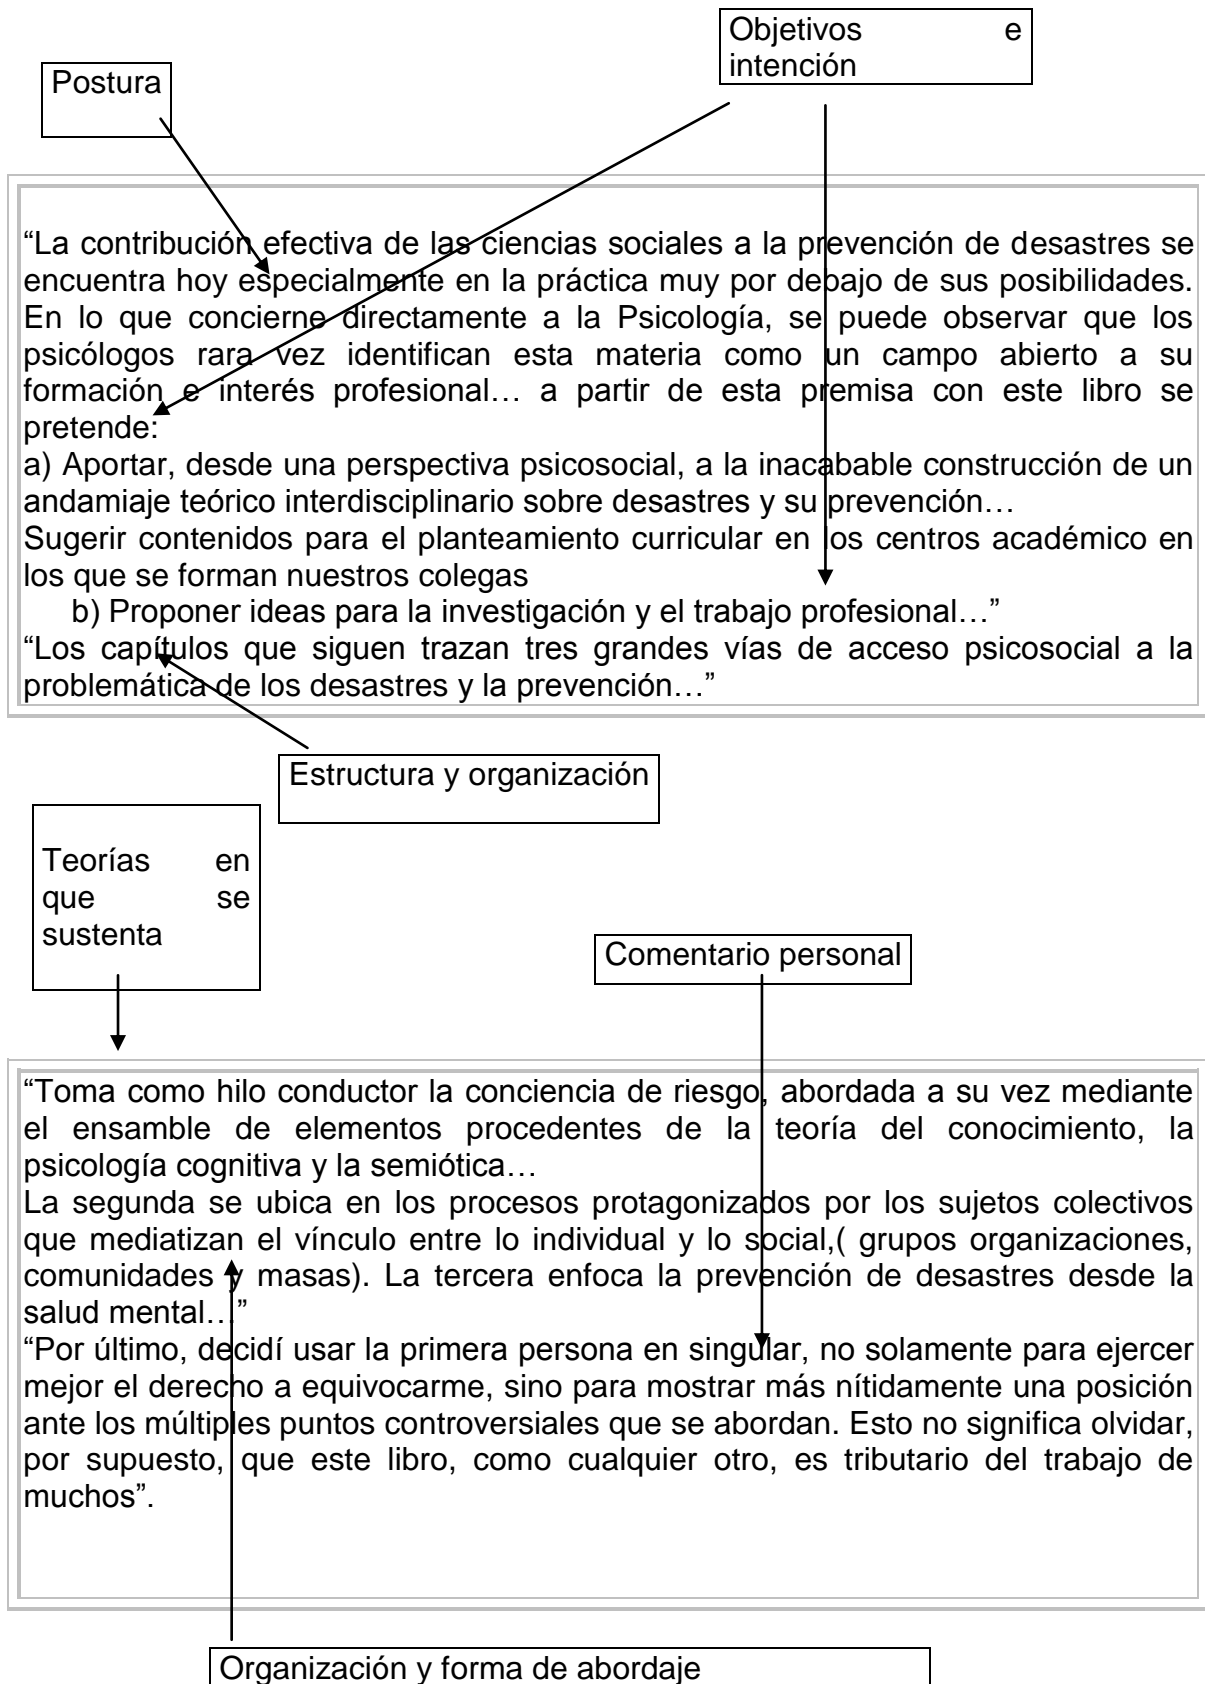 Objetivos e
intención
Postura
“La contribución efectiva de las ciencias sociales a la prevención de desastres se
encuentra hoy especialmente en la práctica muy por debajo de sus posibilidades.
En lo que concierne directamente a la Psicología, se puede observar que los
psicólogos rara vez identifican esta materia como un campo abierto a su
formación e interés profesional… a partir de esta premisa con este libro se
pretende:
a) Aportar, desde una perspectiva psicosocial, a la inacabable construcción de un
andamiaje teórico interdisciplinario sobre desastres y su prevención…
Sugerir contenidos para el planteamiento curricular en los centros académico en
los que se forman nuestros colegas
b) Proponer ideas para la investigación y el trabajo profesional…”
“Los capítulos que siguen trazan tres grandes vías de acceso psicosocial a la
problemática de los desastres y la prevención…”
Estructura y organización
Teorías en
que se
sustenta
Comentario personal
“Toma como hilo conductor la conciencia de riesgo, abordada a su vez mediante
el ensamble de elementos procedentes de la teoría del conocimiento, la
psicología cognitiva y la semiótica…
La segunda se ubica en los procesos protagonizados por los sujetos colectivos
que mediatizan el vínculo entre lo individual y lo social,( grupos organizaciones,
comunidades y masas). La tercera enfoca la prevención de desastres desde la
salud mental…”
“Por último, decidí usar la primera persona en singular, no solamente para ejercer
mejor el derecho a equivocarme, sino para mostrar más nítidamente una posición
ante los múltiples puntos controversiales que se abordan. Esto no significa olvidar,
por supuesto, que este libro, como cualquier otro, es tributario del trabajo de
muchos”.
Organización y forma de abordaje